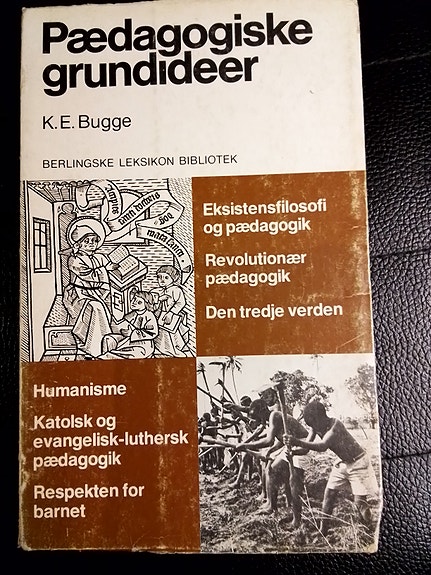 Pædagogiske
grundideer
K.E. Bugge
BERLINGSKE LEKSIKON BIBLIOTEK
Eksistensfilosofi
og pædagogik
Revolutionær
pædagogik
Den tredje verden
Humanisme
Katolsk og
evangelisk-luthersk
pædagogik
Respekten for
barnet